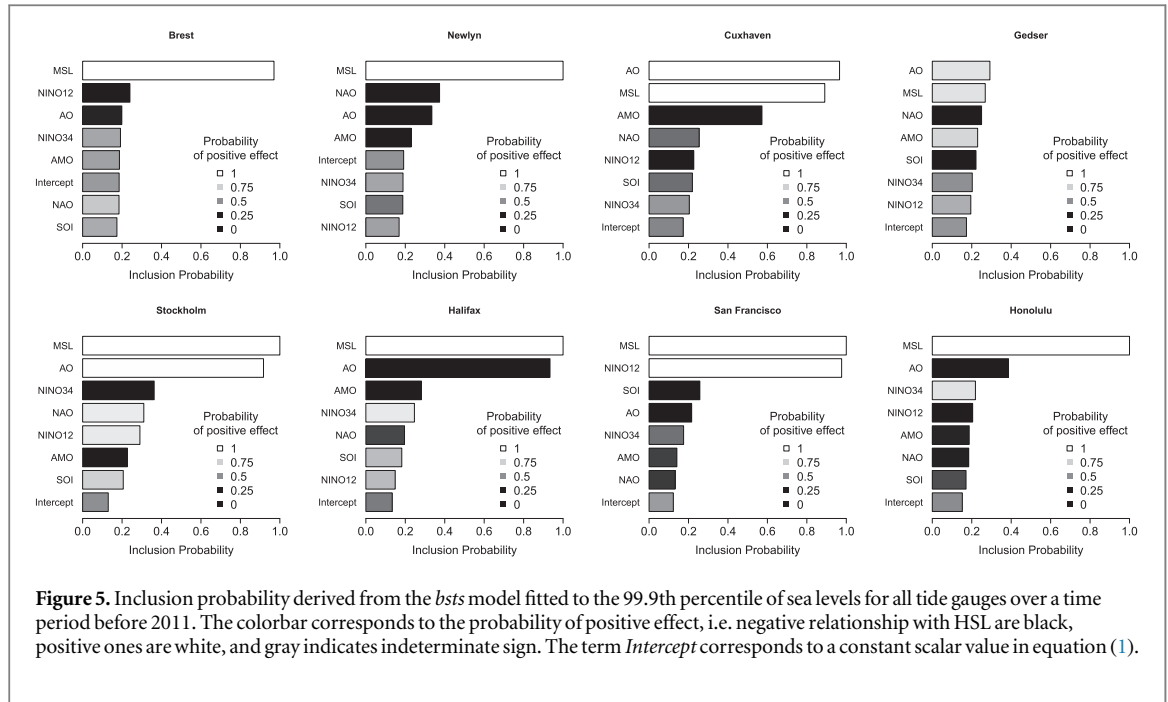 Brest
MSL
NINO12
AO
NINO34
AMO
Intercept
NAO
SOI
Probability
of positive effect
1
0.75
0.5
0.25
0
0.0 0.2 0.4 0.6 0.8 1.0
Inclusion Probability
Newlyn
MSL
NAO
AO
AMO
Intercept
NINO34
SOI
NINO12
Probability
of positive effect
1
0.75
0.5
0.25
0
0.0 0.2 0.4 0.6 0.8 1.0
Inclusion Probability
Cuxhaven
AO
MSL
AMO
NAO
NINO12
SOI
NINO34
Intercept
Probability
of positive effect
1
0.75
0.5
0.25
0
0.0 0.2 0.4 0.6 0.8 1.0
Inclusion Probability
Gedser
AO
MSL
NAO
AMO
SOI
NINO34
NINO12
Intercept
Probability
of positive effect
1
0.75
0.5
0.25
0
0.0 0.2 0.4 0.6 0.8 1.0
Inclusion Probability
Stockholm
MSL
AO
NINO34
NAO
NINO12
AMO
SOI
Intercept
Probability
of positive effect
1
0.75
0.5
0.25
0
0.0 0.2 0.4 0.6 0.8 1.0
Inclusion Probability
Halifax
MSL
AO
AMO
NINO34
NAO
SOI
NINO12
Intercept
Probability
of positive effect
1
0.75
0.5
0.25
0
0.0 0.2 0.4 0.6 0.8 1.0
Inclusion Probability
San Francisco
MSL
NINO12
SOI
AO
NINO34
AMO
NAO
Intercept
Probability
of positive effect
1
0.75
0.5
0.25
0
0.0 0.2 0.4 0.6 0.8 1.0
Inclusion Probability
Honolulu
MSL
AO
NINO34
NINO12
AMO
NAO
SOI
Intercept
Probability
of positive effect
1
0.75
0.5
0.25
0
0.0 0.2 0.4 0.6 0.8 1.0
Inclusion Probability
Figure 5. Inclusion probability derived from the bsts model fitted to the 99.9th percentile of sea levels for all tide gauges over a time
period before 2011. The colorbar corresponds to the probability of positive effect, i.e. negative relationship with HSL are black,
positive ones are white, and gray indicates indeterminate sign. The term Intercept corresponds to a constant scalar value in equation (1).